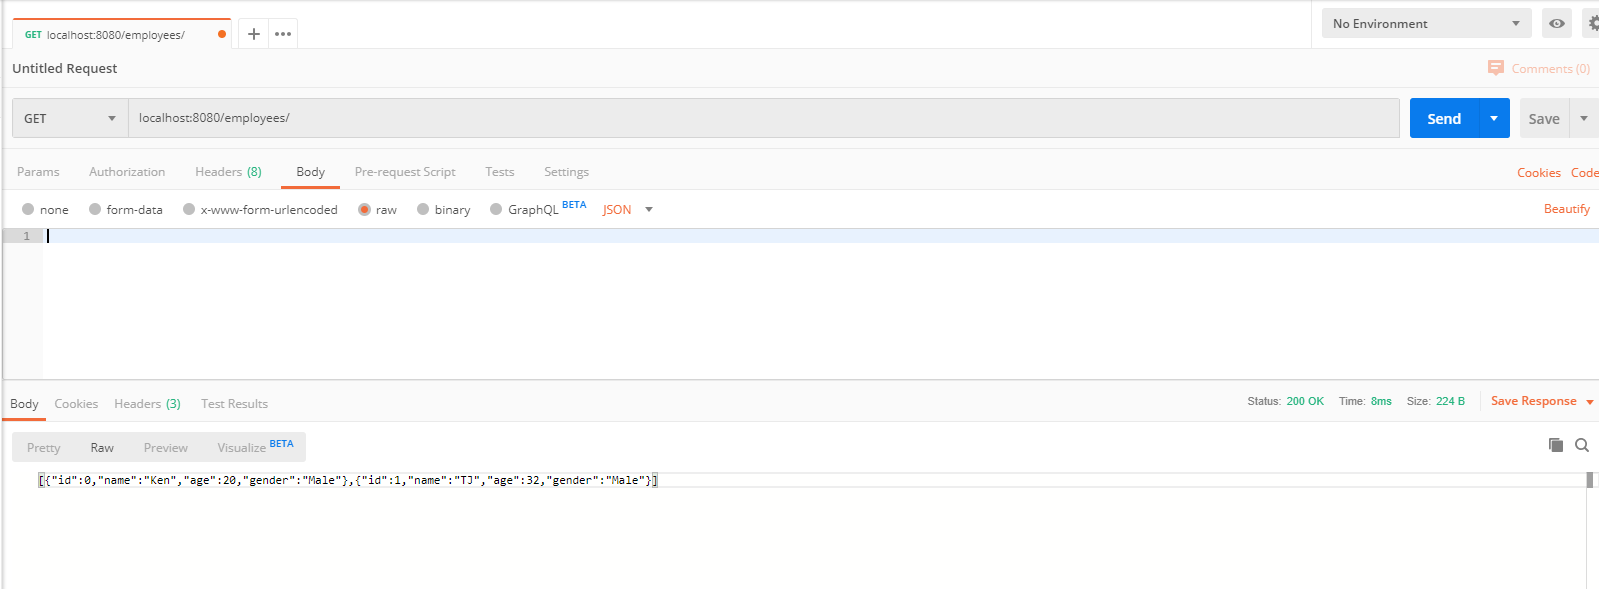 GET localhost:8080/employees/
No Environment
Untitled Request
Comments (0)
GET localhost:8080/employees/ Send Save
Params Authorization Headers (8) Body Pre-request Script Tests Settings Cookies Code
none form-data x-www-form-urlencoded raw binary GraphQL BETA JSON Beautify
1
Body Cookies Headers (3) Test Results Status: 200 OK Time: 8ms Size: 224 B Save Response
Pretty Raw Preview Visualize BETA
[{"id":0,"name":"Ken","age":20,"gender":"Male"},{"id":1,"name":"TJ","age":32,"gender":"Male"}]